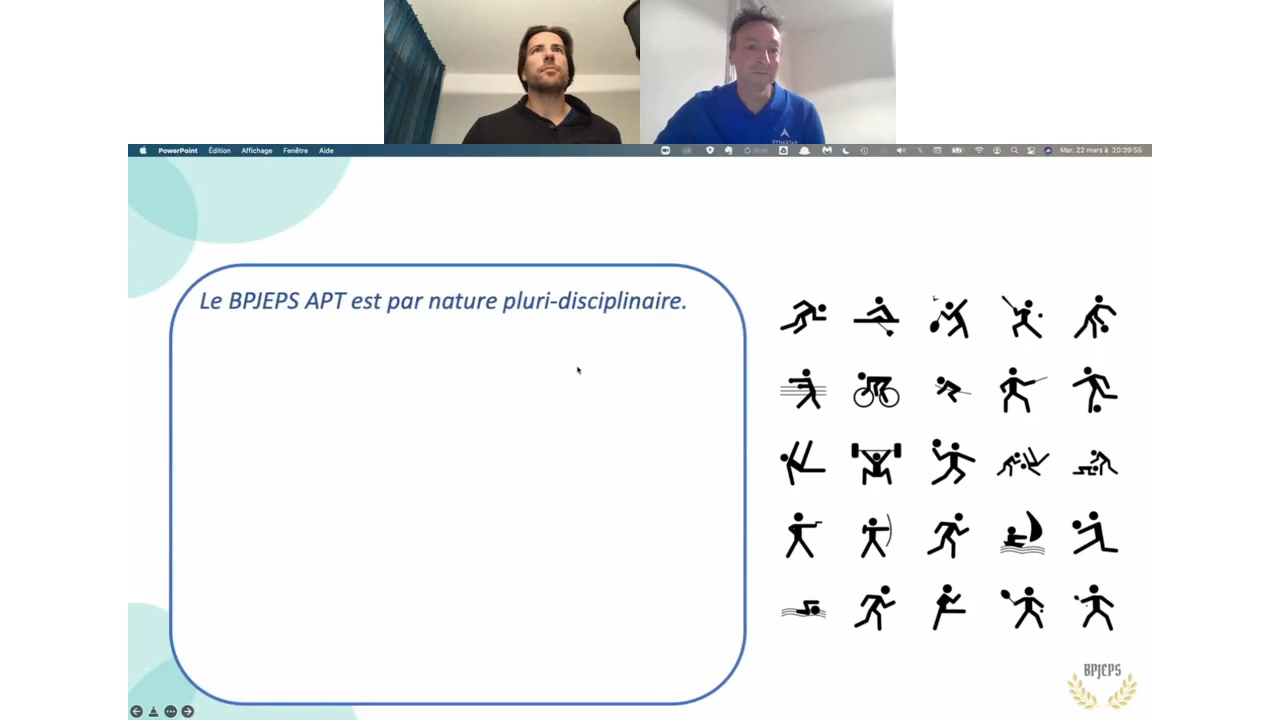 PowerPoint Édition Affichage Fenêtre Aide
Mer. 22 mars à 20:39:55
Le BPJEPS APT est par nature pluri-disciplinaire.
BPJEPS